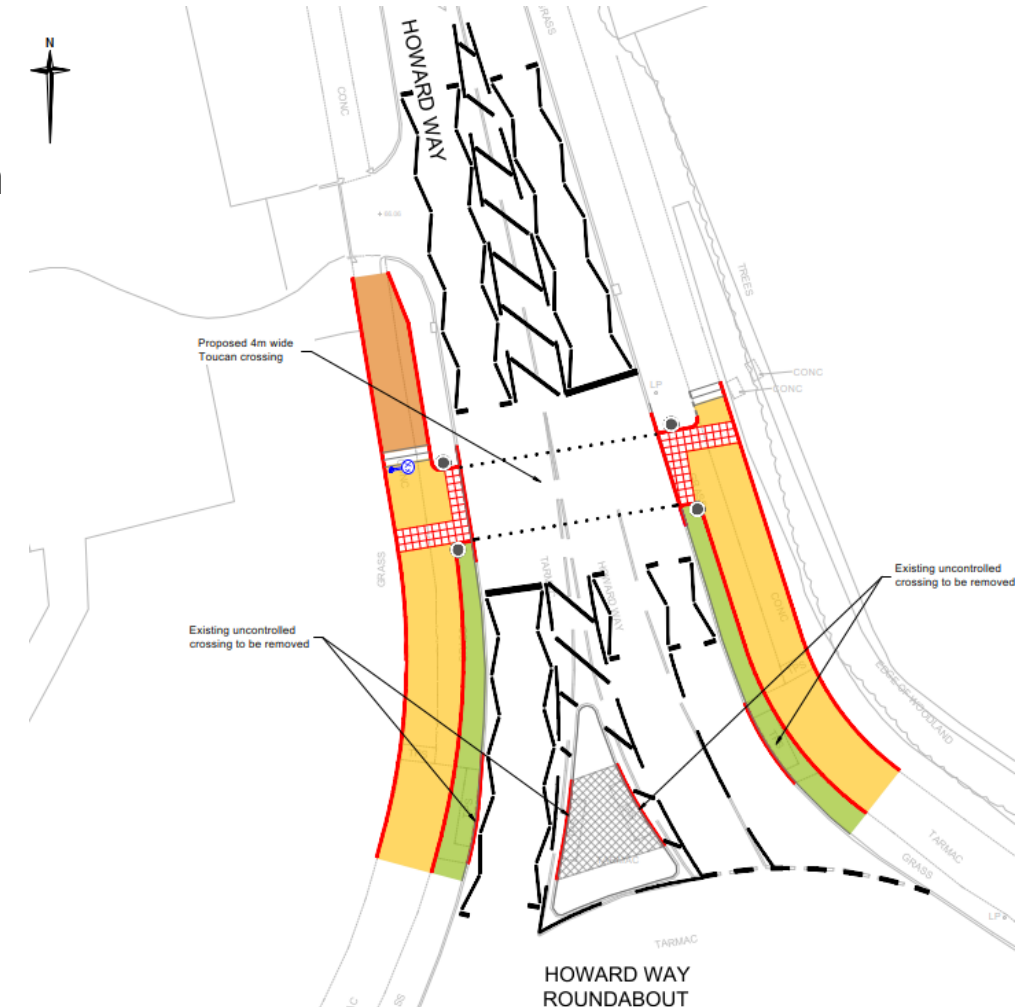 N
HOWARD WAY
GRASS
CONC
TREES
Proposed 4m wide
Toucan crossing
LP
CONC
CONC
GRASS
TARMAC
HOWARD WAY
CONC
Existing uncontrolled
crossing to be removed
Existing uncontrolled
crossing to be removed
EDGE OF WOODLAND
TARMAC
GRASS
LP
TARMAC
HOWARD WAY
ROUNDABOUT